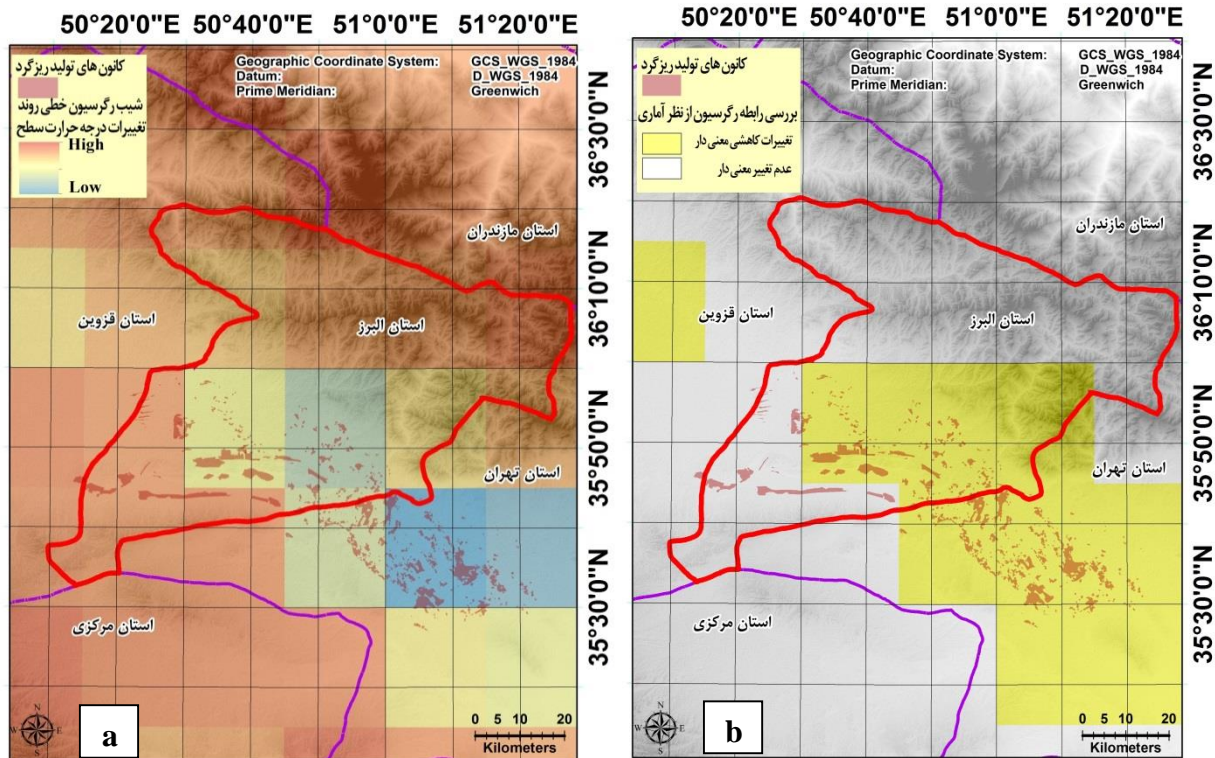 50°20'0"E 50°40'0"E 51°0'0"E 51°20'0"E
کانون های تولید ریزگرد
شیب رگرسیون خطی روند
تغییرات درجه حرارت سطح
High
Low
Geographic Coordinate System: GCS_WGS_1984
Datum: D_WGS_1984
Prime Meridian: Greenwich
36°30'0"N
استان مازندران
36°10'0"N
استان قزوین
استان البرز
35°50'0"N
استان تهران
35°30'0"N
استان مرکزی
N
W E
S
a
0 5 10 20
Kilometers
50°20'0"E 50°40'0"E 51°0'0"E 51°20'0"E
کانون های تولید ریزگرد
بررسی رابطه رگرسیون از نظر آماری
تغییرات کاهشی معنی دار
عدم تغییر معنی دار
Geographic Coordinate System: GCS_WGS_1984
Datum: D_WGS_1984
Prime Meridian: Greenwich
36°30'0"N
استان مازندران
36°10'0"N
استان قزوین
استان البرز
35°50'0"N
استان تهران
35°30'0"N
استان مرکزی
N
W E
S
b
0 5 10 20
Kilometers